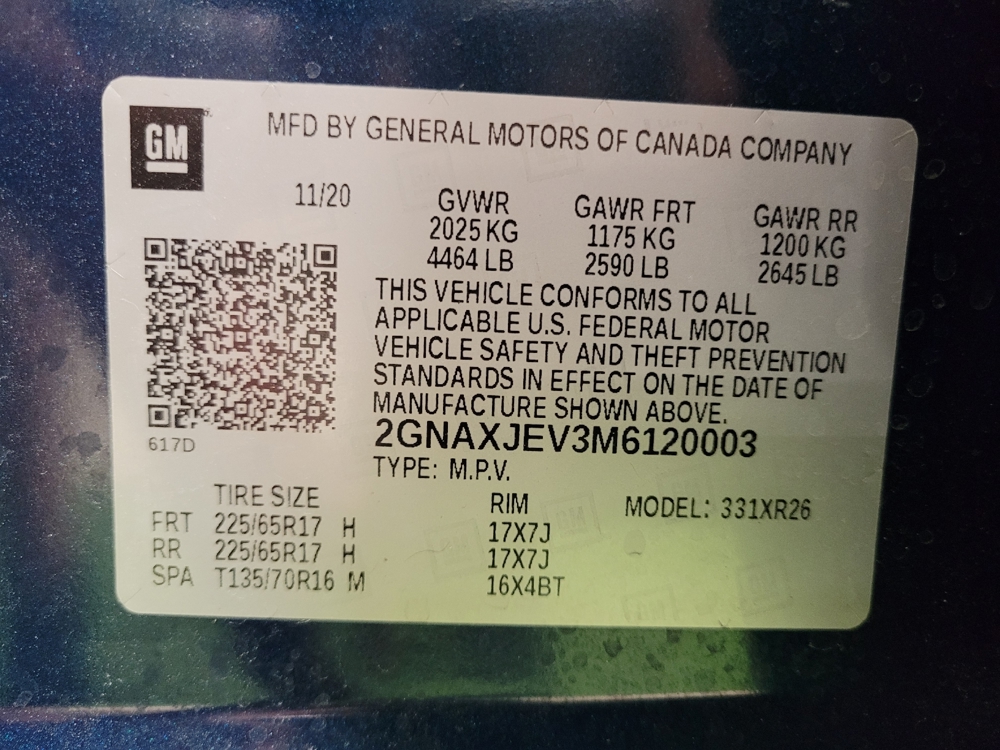 GM
MFD BY GENERAL MOTORS OF CANADA COMPANY
11/20 GVWR GAWR FRT GAWR RR
2025 KG 1175 KG 1200 KG
4464 LB 2590 LB 2645 LB
THIS VEHICLE CONFORMS TO ALL
APPLICABLE U.S. FEDERAL MOTOR
VEHICLE SAFETY AND THEFT PREVENTION
STANDARDS IN EFFECT ON THE DATE OF
MANUFACTURE SHOWN ABOVE.
617D
2GNAXJEV3M6120003
TYPE: M.P.V.
TIRE SIZE RIM MODEL: 331XR26
FRT 225/65R17 H 17X7J
RR 225/65R17 H 17X7J
SPA T135/70R16 M 16X4BT